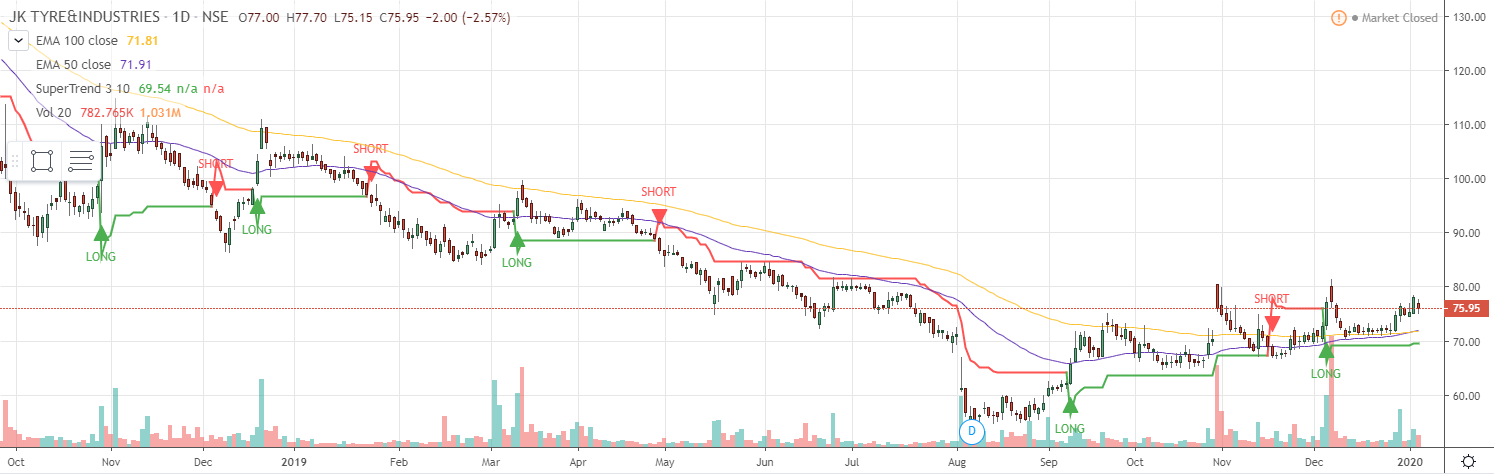 JK TYRE&INDUSTRIES · 1D · NSE O77.00 H77.70 L75.15 C75.95 −2.00 (−2.57%)
Market Closed
EMA 100 close 71.81
EMA 50 close 71.91
SuperTrend 3 10 69.54 n/a n/a
Vol 20 782.765K 1.031M
130.00
120.00
110.00
100.00
90.00
80.00
75.95
70.00
60.00
SHORT
SHORT
SHORT
SHORT
LONG
LONG
LONG
LONG
LONG
D
Oct Nov Dec 2019 Feb Mar Apr May Jun Jul Aug Sep Oct Nov Dec 2020